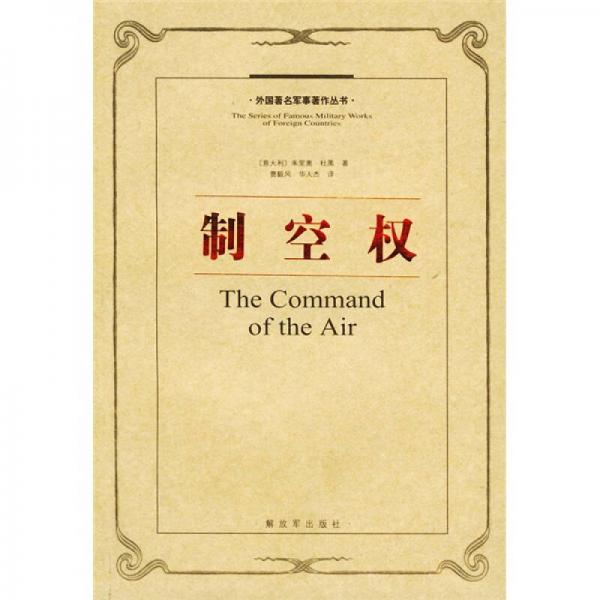 ·外国著名军事著作丛书·
The Series of Famous Military Works
of Foreign Countries
〔意大利〕朱里奥·杜黑 著
曹毅风 华人杰 译
制空权
The Command
of the Air
·解放军出版社·